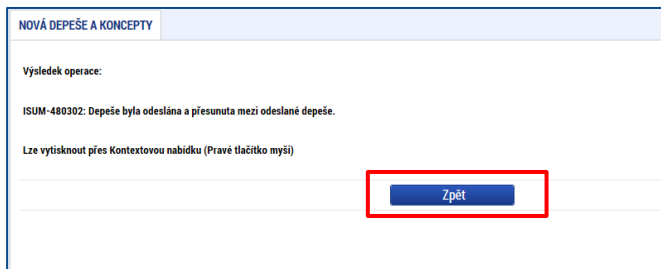 NOVÁ DEPEŠE A KONCEPTY
Výsledek operace:
ISUM-480302: Depeše byla odeslána a přesunuta mezi odeslané depeše.
Lze vytisknout přes Kontextovou nabídku (Pravé tlačítko myši)
Zpět